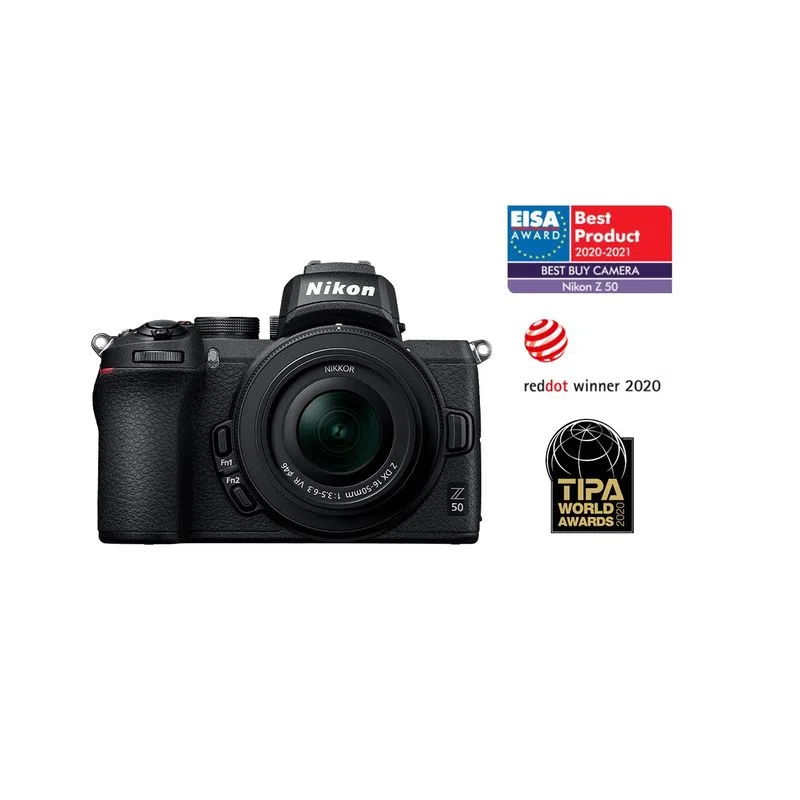 Nikon
NIKKOR
Z DX 16-50mm 1:3.5-6.3 VR ⌀46
Fn1
Fn2
Z
50
EISA
AWARD
Best
Product
2020-2021
BEST BUY CAMERA
Nikon Z 50
reddot winner 2020
TIPA
WORLD
AWARDS
2020